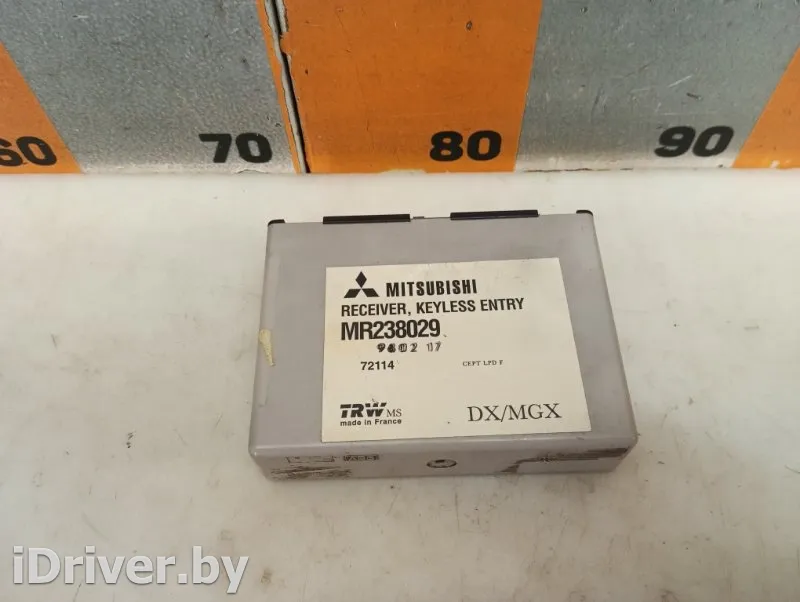 60 70 80 90
MITSUBISHI
RECEIVER, KEYLESS ENTRY
MR238029
72114 CEPT LPD F
TRW MS DX/MGX
made in France
iDriver.by